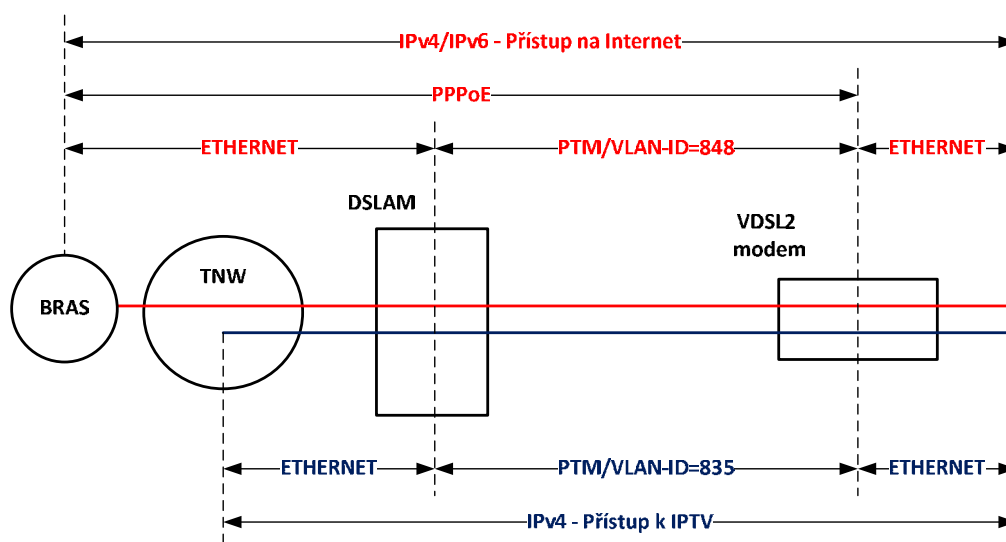 IPv4/IPv6 - Přístup na Internet
PPPoE
ETHERNET
PTM/VLAN-ID=848
ETHERNET
DSLAM
VDSL2
modem
TNW
BRAS
ETHERNET
PTM/VLAN-ID=835
ETHERNET
IPv4 - Přístup k IPTV